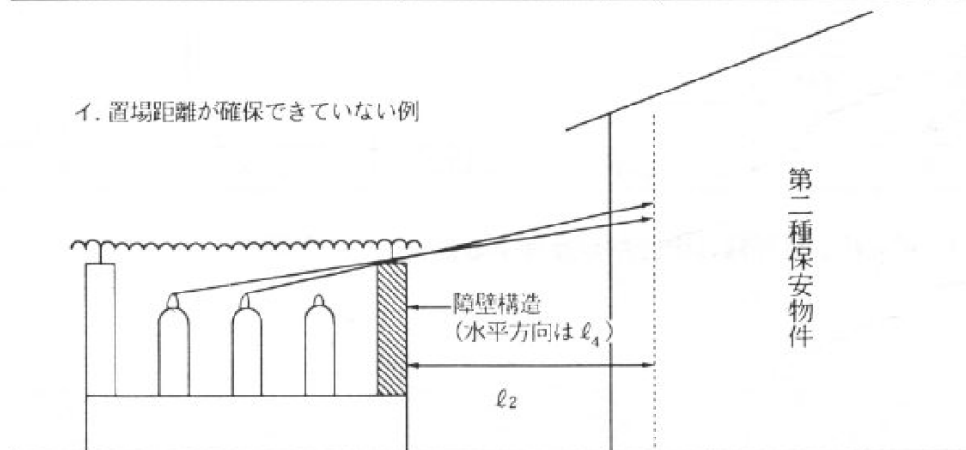 イ. 置場距離が確保できていない例
障壁構造
(水平方向はℓ₄)
ℓ₂
第二種保安物件